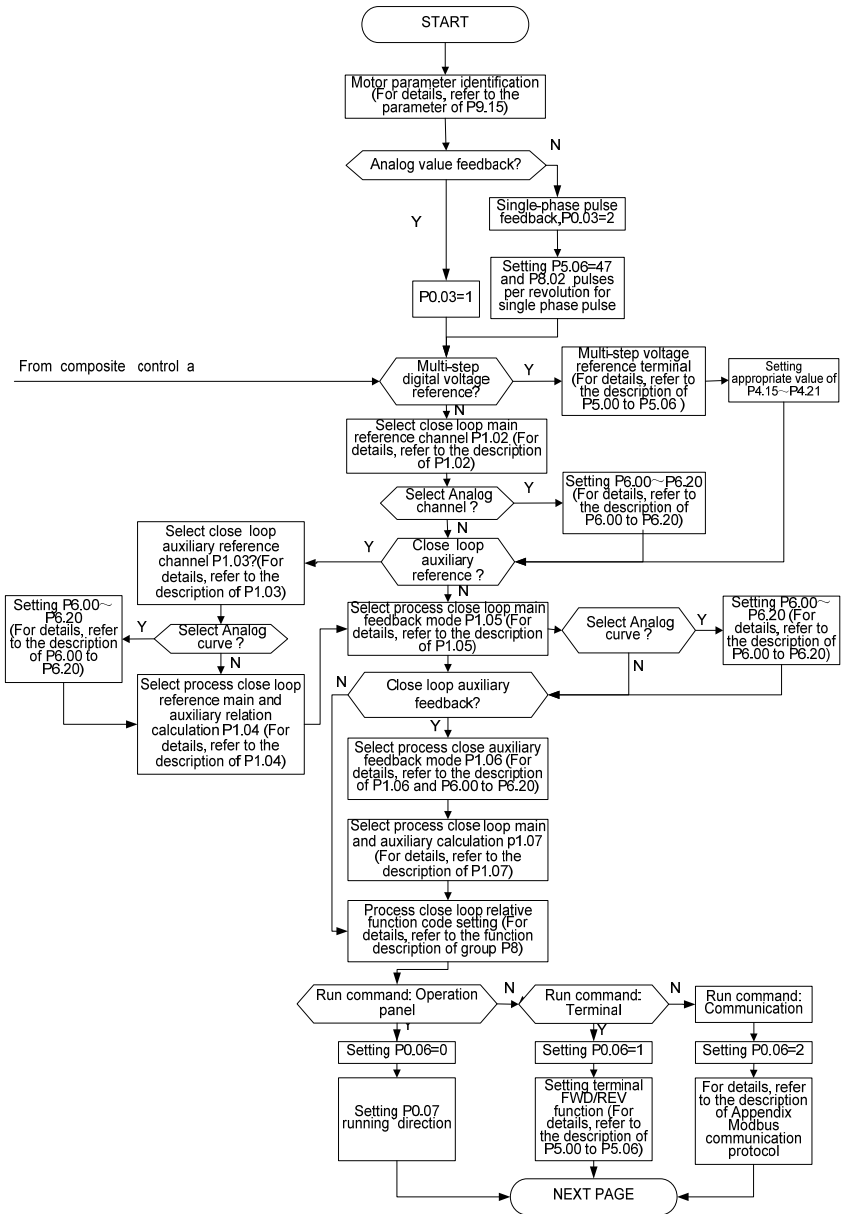 START
Motor parameter identification
(For details, refer to the
parameter of P9.15)
N
Analog value feedback?
Y
Single-phase pulse
feedback,P0.03=2
Setting P5.06=47
and P8.02 pulses
per revolution for
single phase pulse
P0.03=1
From composite control a
Multi-step
digital voltage
reference?
Y
Multi-step voltage
reference terminal
(For details, refer to
the description of
P5.00 to P5.06 )
Setting
appropriate value of
P4.15～P4.21
N
Select close loop main
reference channel P1.02 (For
details, refer to the description
of P1.02)
Select Analog
channel ?
Y
Setting P6.00～P6.20
(For details, refer to
the description of
P6.00 to P6.20)
N
Select close loop
auxiliary reference
channel P1.03?(For
details, refer to the
description of P1.03)
Y
Close loop
auxiliary
reference ?
N
Setting P6.00～
P6.20
(For details, refer
to the description
of P6.00 to
P6.20)
Y
Select Analog
curve ?
N
Select process close loop main
feedback mode P1.05 (For
details, refer to the description
of P1.05)
Select Analog
curve ?
Y
Setting P6.00～
P6.20 (For
details, refer to
the description of
P6.00 to P6.20)
N
Select process close loop
reference main and
auxiliary relation
calculation P1.04 (For
details, refer to the
description of P1.04)
N
Close loop auxiliary
feedback?
Y
Select process close auxiliary
feedback mode P1.06 (For
details, refer to the description
of P1.06 and P6.00 to P6.20)
Select process close loop main
and auxiliary calculation p1.07
(For details, refer to the
description of P1.07)
Process close loop relative
function code setting (For
details, refer to the function
description of group P8)
Run command: Operation
panel
N
Run command:
Terminal
N
Run command:
Communication
Y
Y
Setting P0.06=0
Setting P0.06=1
Setting P0.06=2
Setting P0.07
running direction
Setting terminal
FWD/REV
function (For
details, refer to
the description of
P5.00 to P5.06)
For details, refer
to the description
of Appendix
Modbus
communication
protocol
NEXT PAGE